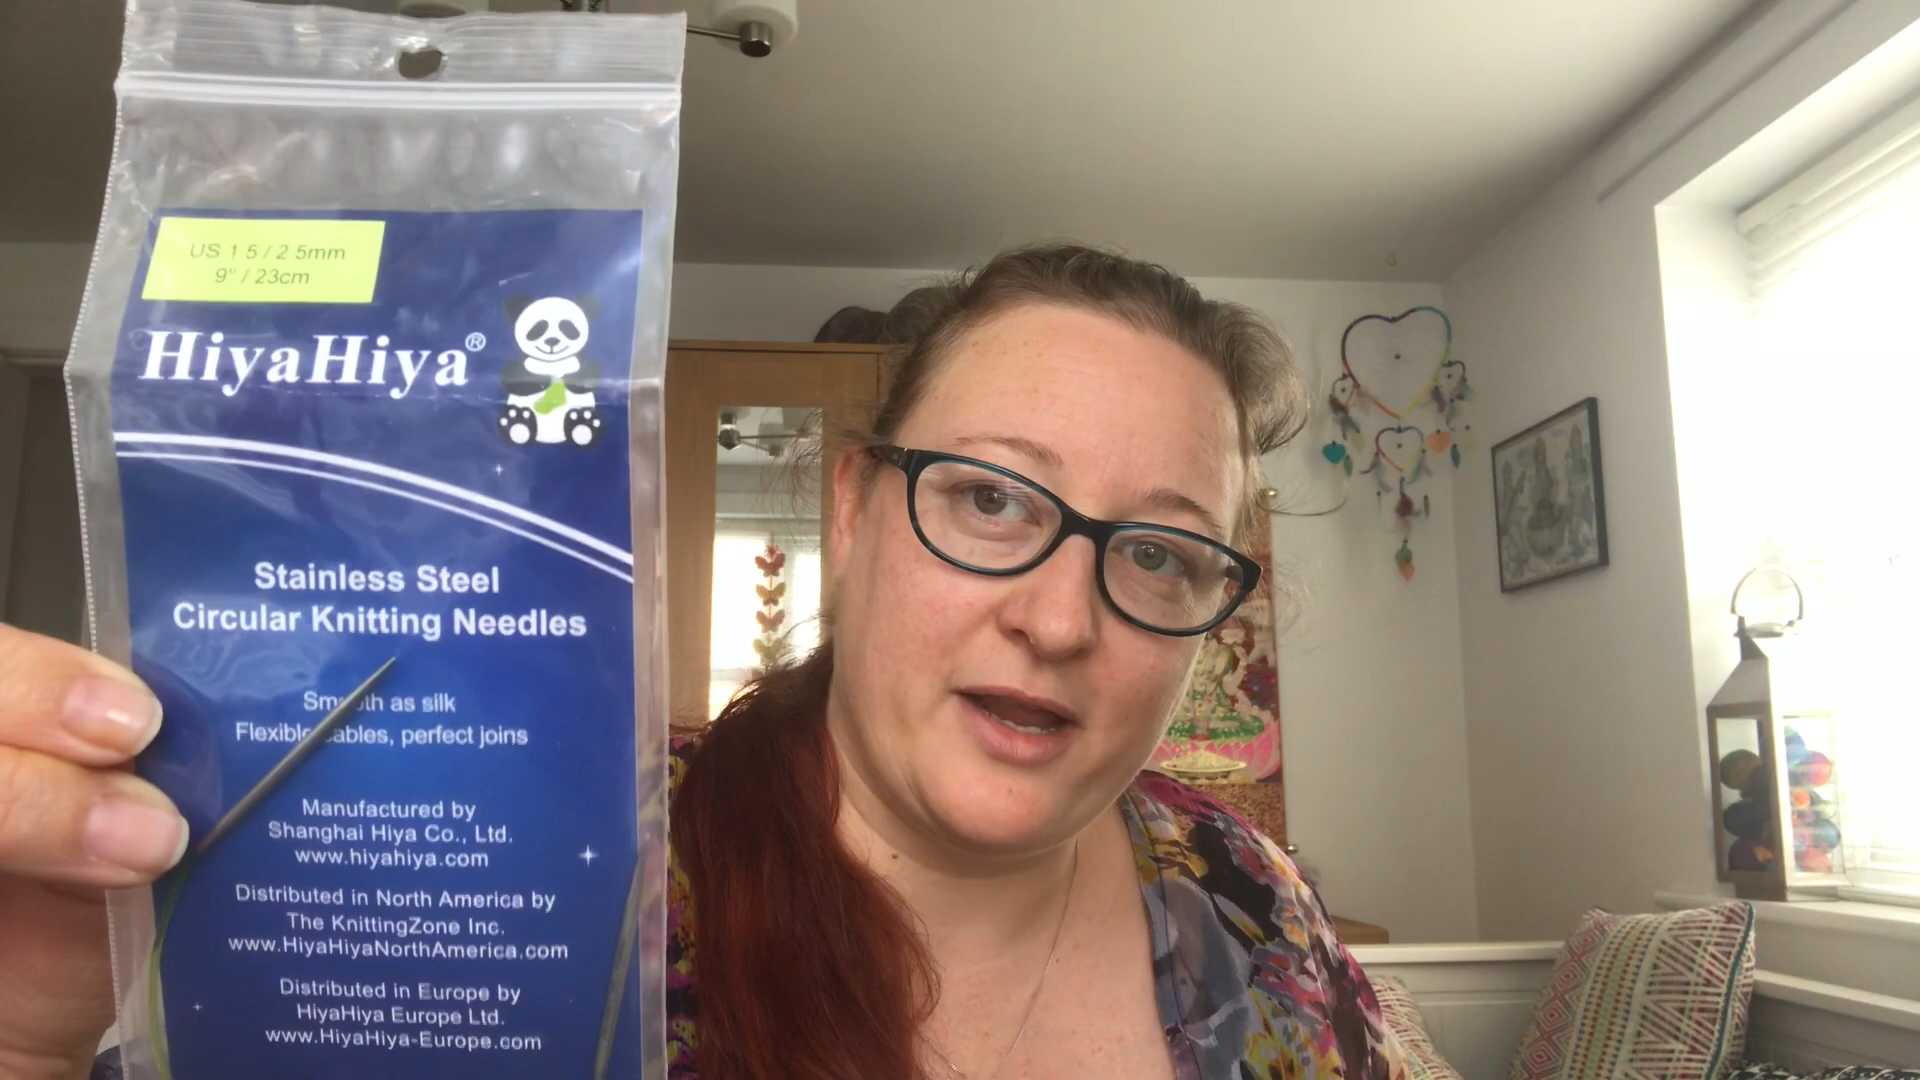 US 1 5 / 2 5mm
9" / 23cm
HiyaHiya®
Stainless Steel
Circular Knitting Needles
Smooth as silk
Flexible cables, perfect joins
Manufactured by
Shanghai Hiya Co., Ltd.
www.hiyahiya.com
Distributed in North America by
The KnittingZone Inc.
www.HiyaHiyaNorthAmerica.com
Distributed in Europe by
HiyaHiya Europe Ltd.
www.HiyaHiya-Europe.com